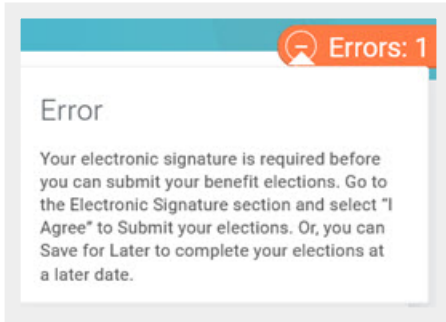 Errors: 1
Error
Your electronic signature is required before
you can submit your benefit elections. Go to
the Electronic Signature section and select “I
Agree” to Submit your elections. Or, you can
Save for Later to complete your elections at
a later date.